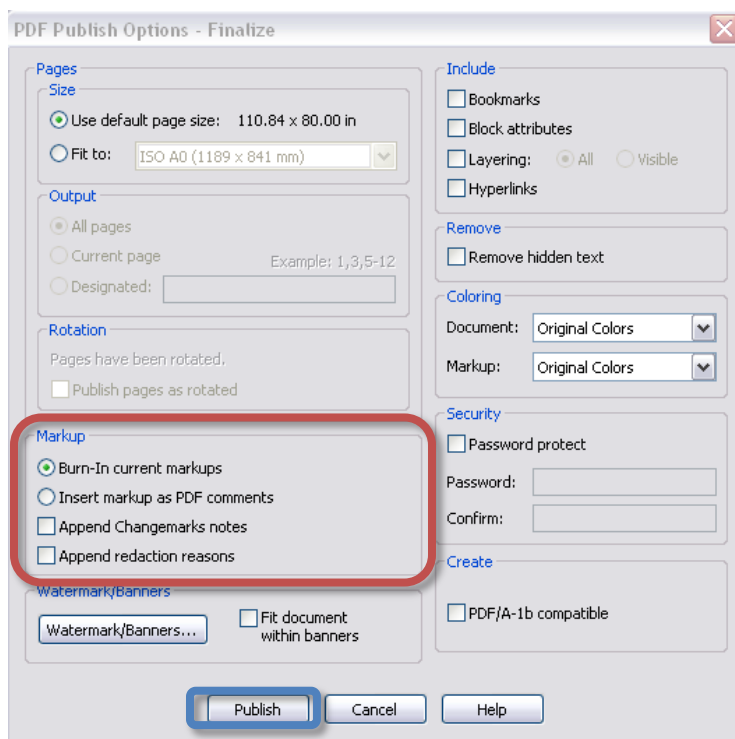 PDF Publish Options - Finalize
Pages
Size
Use default page size: 110.84 x 80.00 in
Fit to: ISO A0 (1189 x 841 mm)
Output
All pages
Current page
Example: 1,3,5-12
Designated:
Rotation
Pages have been rotated.
Publish pages as rotated
Markup
Burn-In current markups
Insert markup as PDF comments
Append Changemarks notes
Append redaction reasons
Watermark/Banners
Watermark/Banners...
Fit document
within banners
Include
Bookmarks
Block attributes
Layering: All Visible
Hyperlinks
Remove
Remove hidden text
Coloring
Document: Original Colors
Markup: Original Colors
Security
Password protect
Password:
Confirm:
Create
PDF/A-1b compatible
Publish
Cancel
Help